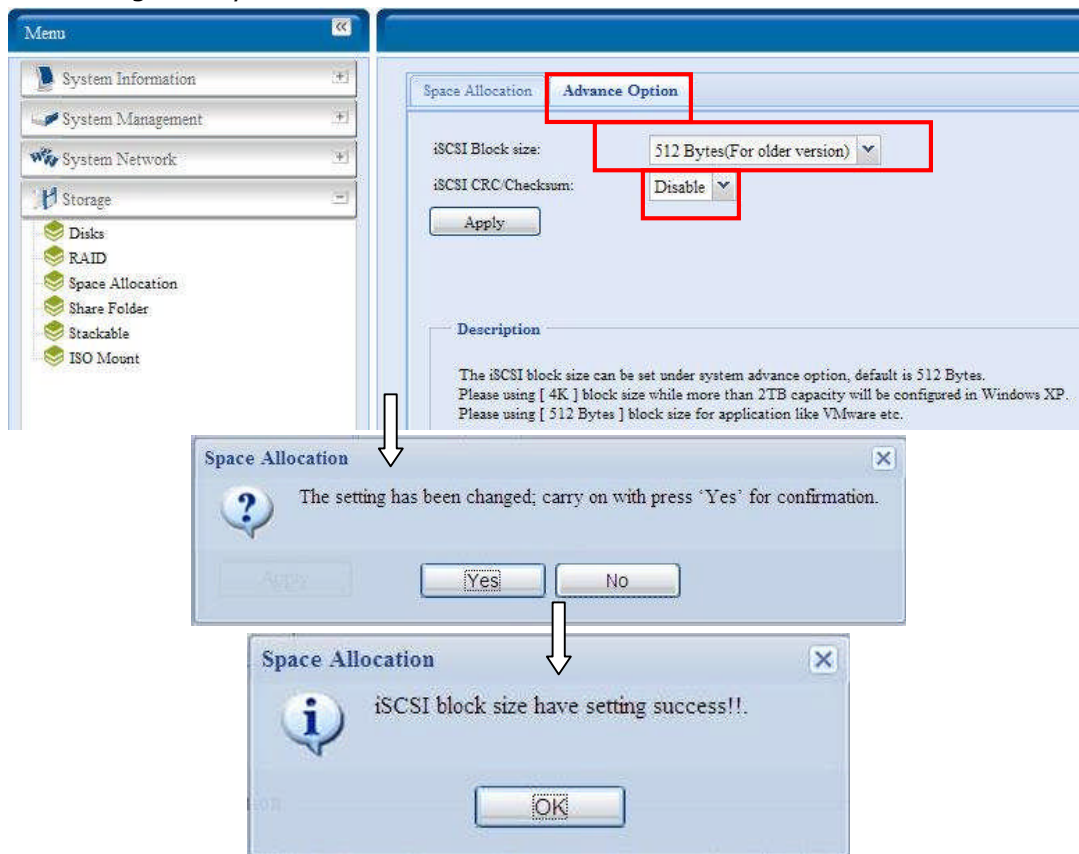 Menu
System Information
System Management
System Network
Storage
Disks
RAID
Space Allocation
Share Folder
Stackable
ISO Mount
Space Allocation Advance Option
iSCSI Block size: 512 Bytes(For older version)
iSCSI CRC/Checksum: Disable
Apply
Description
The iSCSI block size can be set under system advance option, default is 512 Bytes.
Please using [ 4K ] block size while more than 2TB capacity will be configured in Windows XP.
Please using [ 512 Bytes ] block size for application like VMware etc.
Space Allocation
The setting has been changed; carry on with press ‘Yes’ for confirmation.
Apply
Yes No
Space Allocation
iSCSI block size have setting success!!.
OK